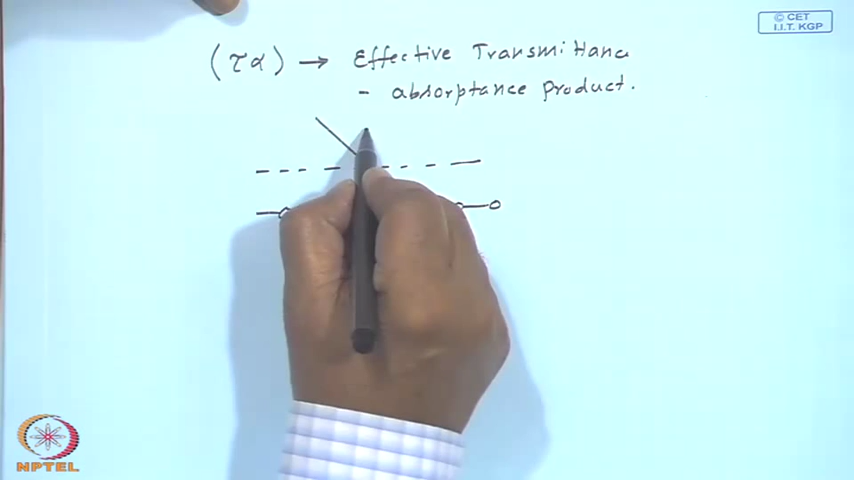 © CET
I.I.T. KGP
(τα) → Effective Transmittance
- absorptance product.
NPTEL